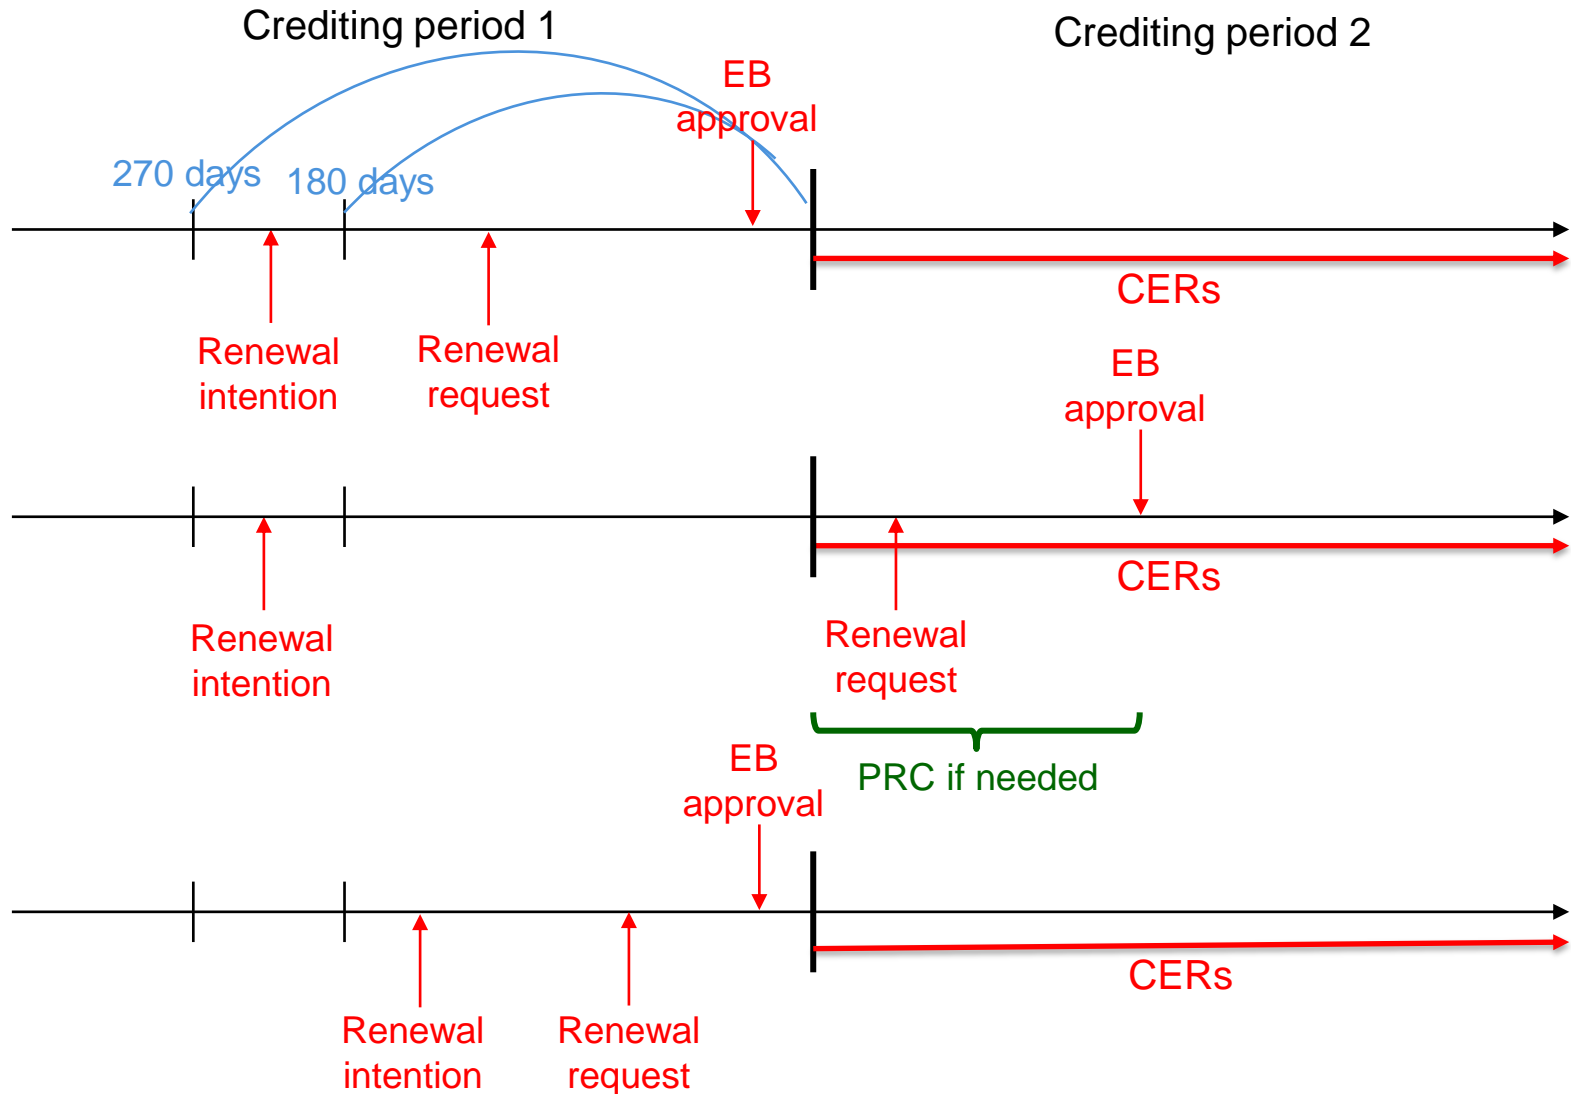 Crediting period 1
Crediting period 2
EB
approval
270 days
180 days
CERs
Renewal
intention
Renewal
request
EB
approval
CERs
Renewal
intention
Renewal
request
PRC if needed
EB
approval
CERs
Renewal
intention
Renewal
request